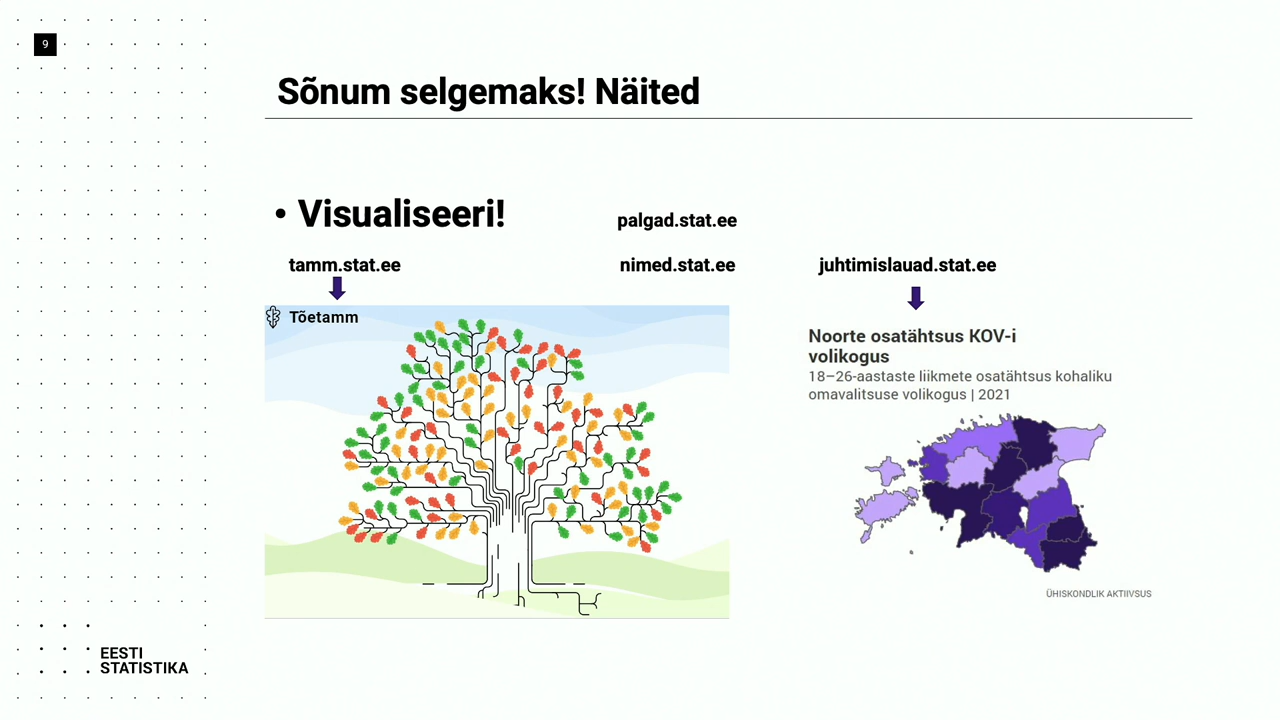 9
Sõnum selgemaks! Näited
• Visualiseeri!
palgad.stat.ee
tamm.stat.ee
nimed.stat.ee
juhtimislauad.stat.ee
Tõetamm
Noorte osatähtsus KOV-i
volikogus
18–26-aastaste liikmete osatähtsus kohaliku
omavalitsuse volikogus | 2021
ÜHISKONDLIK AKTIIVSUS
EESTI
STATISTIKA